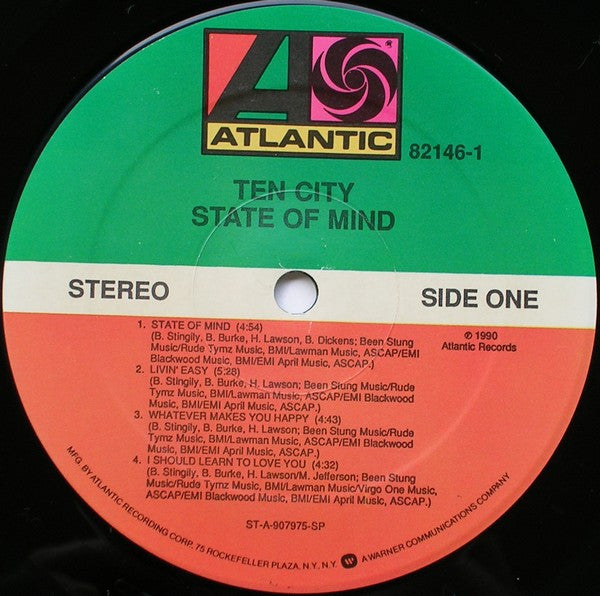 ATLANTIC
82146-1
TEN CITY
STATE OF MIND
STEREO
SIDE ONE
1. STATE OF MIND (4:54)
(B. Stingily, B. Burke, H. Lawson, B. Dickens; Been Stung
Music/Rude Tymz Music, BMI/Lawman Music, ASCAP/EMI
Blackwood Music, BMI/EMI April Music, ASCAP.)
2. LIVIN' EASY (5:28)
(B. Stingily, B. Burke, H. Lawson; Been Stung Music/Rude
Tymz Music, BMI/Lawman Music, ASCAP/EMI Blackwood
Music, BMI/EMI April Music, ASCAP.)
3. WHATEVER MAKES YOU HAPPY (4:43)
(B. Stingily, B. Burke, H. Lawson; Been Stung Music/Rude
Tymz Music, BMI/Lawman Music, ASCAP/EMI Blackwood
Music, BMI/EMI April Music, ASCAP.)
4. I SHOULD LEARN TO LOVE YOU (4:32)
(B. Stingily, B. Burke, H. Lawson/M. Jefferson; Been Stung
Music/Rude Tymz Music, BMI/Lawman Music/Virgo One Music,
ASCAP/EMI Blackwood Music, BMI/EMI April Music, ASCAP.)
℗ 1990
Atlantic Records
ST-A-907975-SP
MFG. BY ATLANTIC RECORDING CORP. 75 ROCKEFELLER PLAZA, N.Y. N.Y. A WARNER COMMUNICATIONS COMPANY